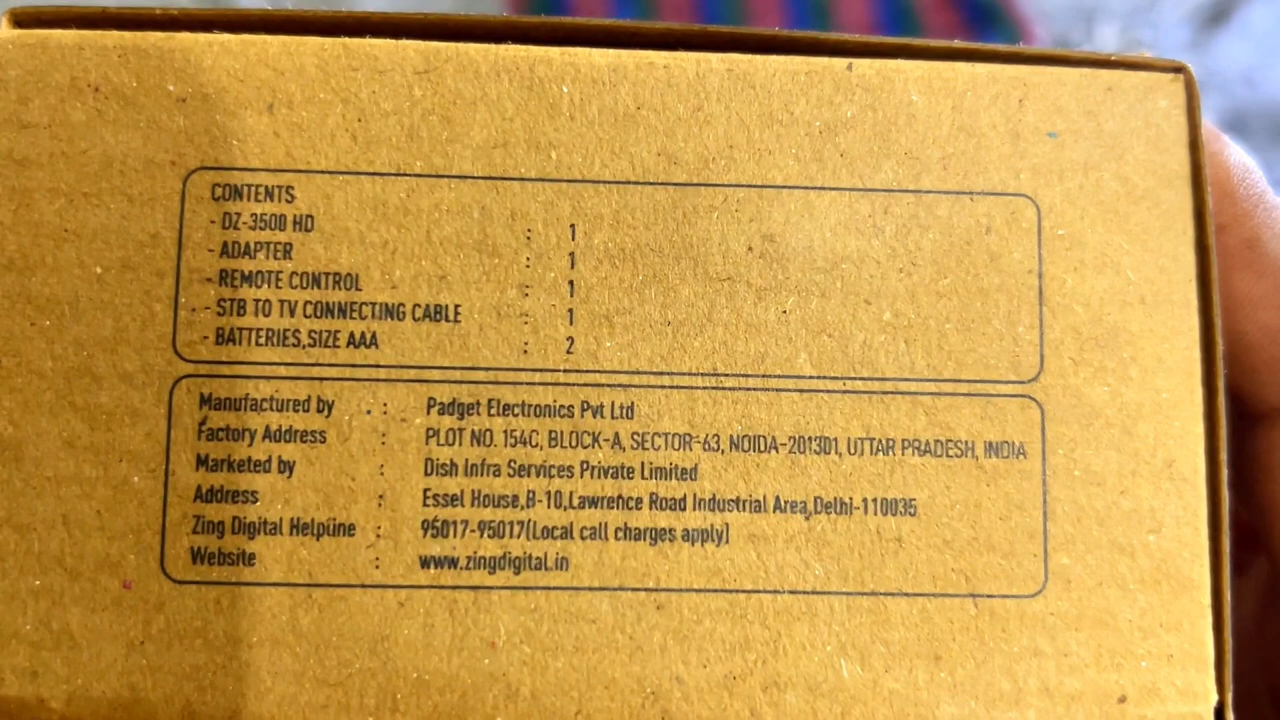 CONTENTS
- DZ-3500 HD : 1
- ADAPTER : 1
- REMOTE CONTROL : 1
- STB TO TV CONNECTING CABLE : 1
- BATTERIES,SIZE AAA : 2
Manufactured by : Padget Electronics Pvt Ltd
Factory Address : PLOT NO. 154C, BLOCK-A, SECTOR-63, NOIDA-201301, UTTAR PRADESH, INDIA
Marketed by : Dish Infra Services Private Limited
Address : Essel House,B-10,Lawrence Road Industrial Area,Delhi-110035
Zing Digital Helpline : 95017-95017(Local call charges apply)
Website : www.zingdigital.in